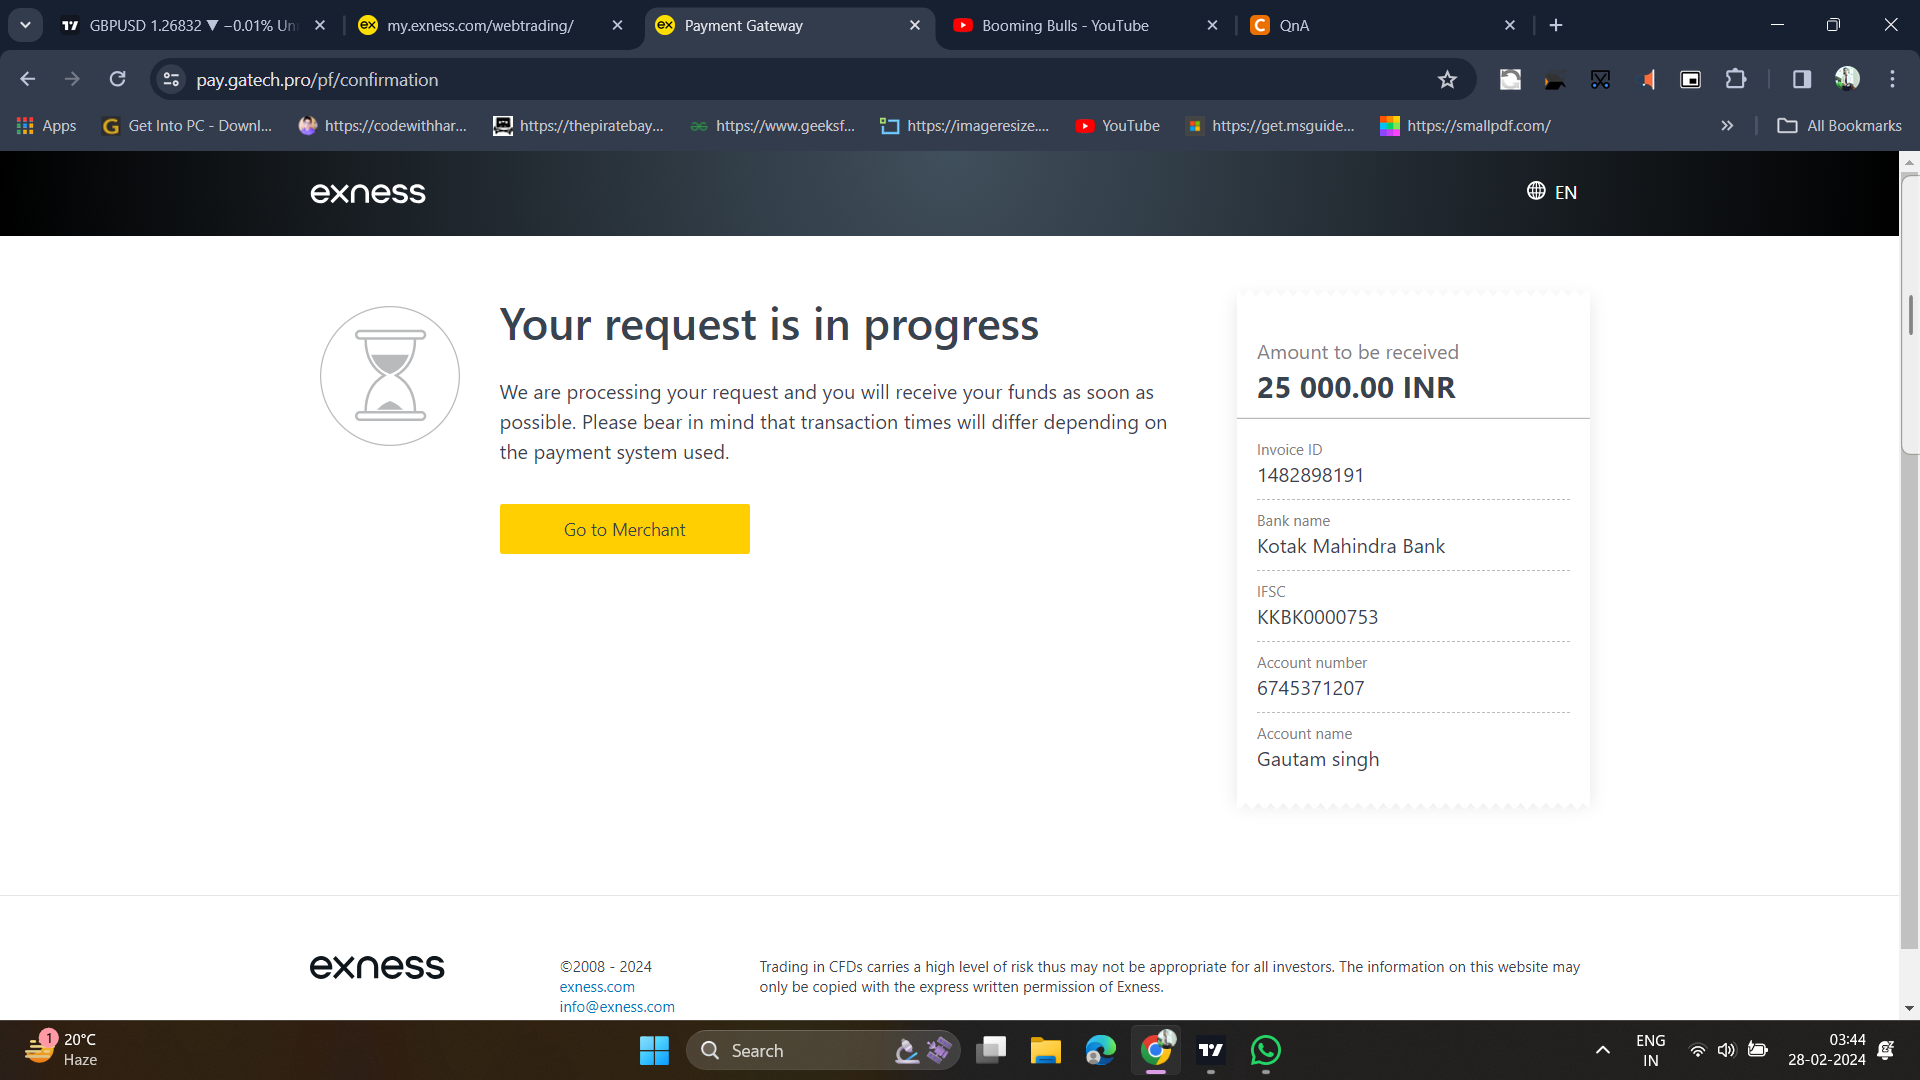 GBPUSD 1.26832 ▼ −0.01% Un
my.exness.com/webtrading/
Payment Gateway
Booming Bulls - YouTube
QnA
pay.gatech.pro/pf/confirmation
Apps
Get Into PC - Downl...
https://codewithhar...
https://thepiratebay...
https://www.geeksf...
https://imageresize....
YouTube
https://get.msguide...
https://smallpdf.com/
All Bookmarks
exness
EN
Your request is in progress
We are processing your request and you will receive your funds as soon as
possible. Please bear in mind that transaction times will differ depending on
the payment system used.
Go to Merchant
Amount to be received
25 000.00 INR
Invoice ID
1482898191
Bank name
Kotak Mahindra Bank
IFSC
KKBK0000753
Account number
6745371207
Account name
Gautam singh
exness
©2008 - 2024
exness.com
info@exness.com
Trading in CFDs carries a high level of risk thus may not be appropriate for all investors. The information on this website may
only be copied with the express written permission of Exness.
1
20°C
Haze
Search
ENG
IN
03:44
28-02-2024